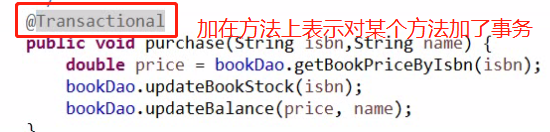 @Transactional 加在方法上表示对某个方法加了事务
public void purchase(String isbn,String name) {
double price = bookDao.getBookPriceByIsbn(isbn);
bookDao.updateBookStock(isbn);
bookDao.updateBalance(price, name);
}